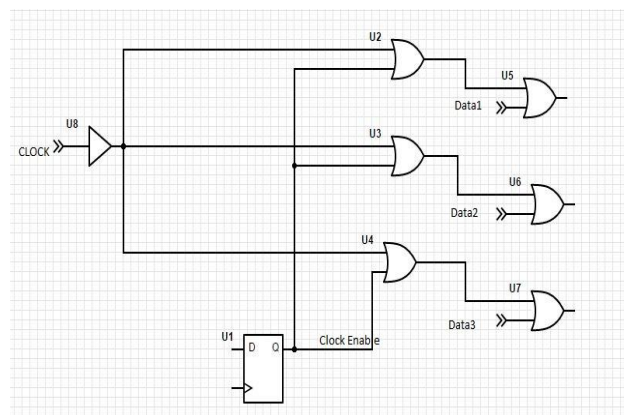 U2
U5
Data1
U8
CLOCK
U3
U6
Data2
U4
U7
Data3
U1
D Q
Clock Enable